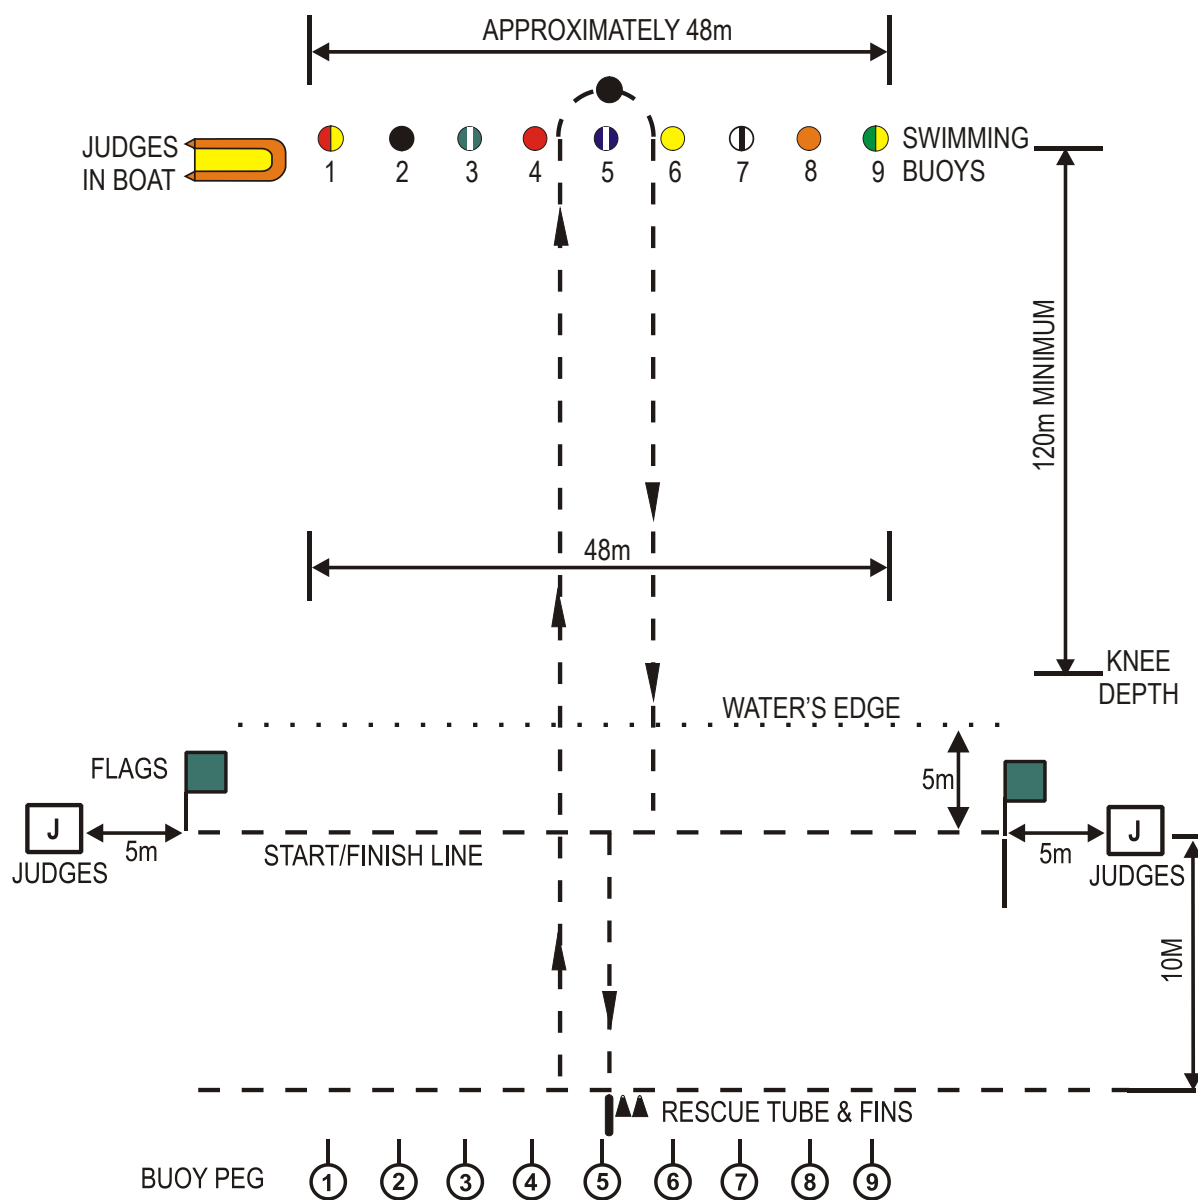 APPROXIMATELY 48m
JUDGES
IN BOAT
1 2 3 4 5 6 7 8 9
SWIMMING
BUOYS
120m MINIMUM
48m
KNEE
DEPTH
WATER'S EDGE
FLAGS
5m
J
5m
JUDGES
START/FINISH LINE
J
5m
JUDGES
10M
RESCUE TUBE & FINS
BUOY PEG 1 2 3 4 5 6 7 8 9